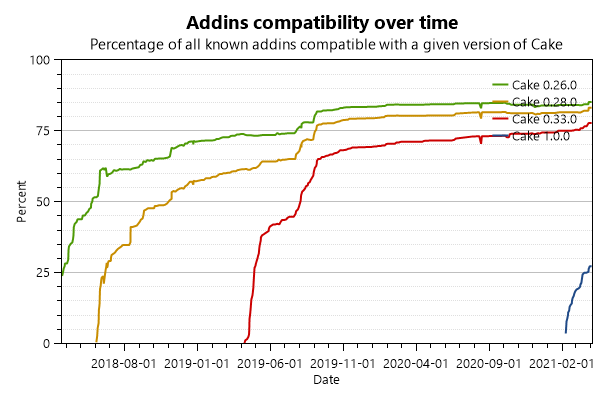 Addins compatibility over time
Percentage of all known addins compatible with a given version of Cake
100
75
50
25
0
Percent
Cake 0.26.0
Cake 0.28.0
Cake 0.33.0
Cake 1.0.0
2018-08-01 2019-01-01 2019-06-01 2019-11-01 2020-04-01 2020-09-01 2021-02-01
Date